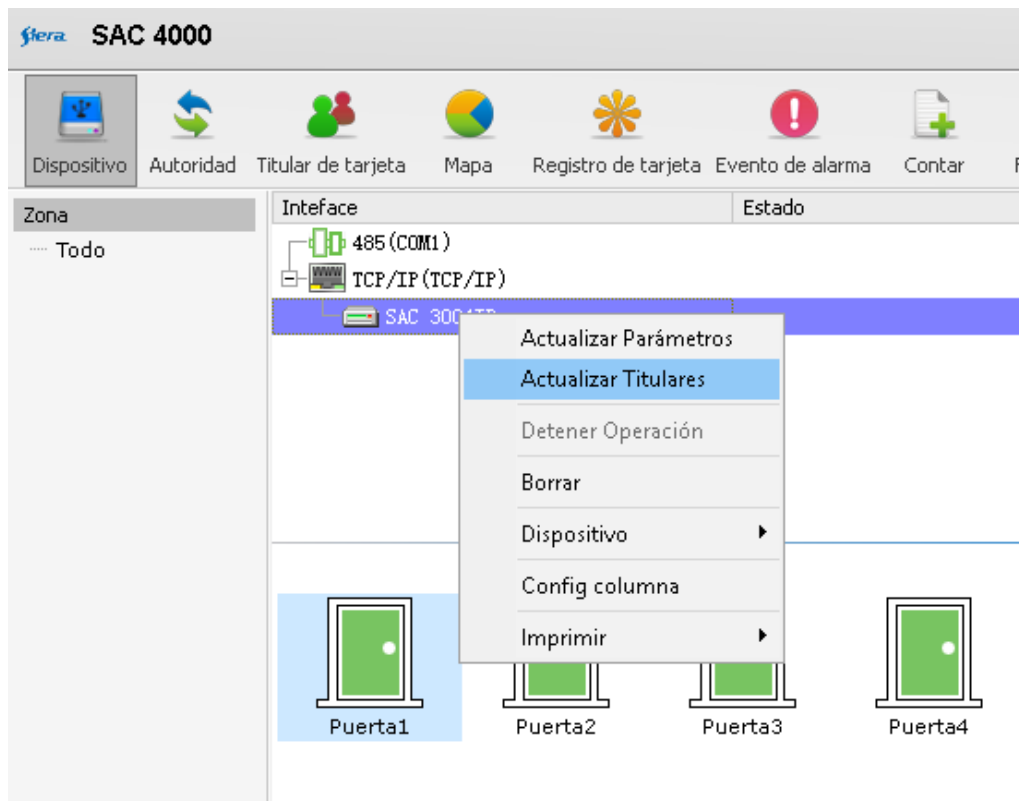 sfera SAC 4000
Dispositivo Autoridad Titular de tarjeta Mapa Registro de tarjeta Evento de alarma Contar
Zona
Todo
Inteface Estado
485(COM1)
TCP/IP(TCP/IP)
SAC
Actualizar Parámetros
Actualizar Titulares
Detener Operación
Borrar
Dispositivo
Config columna
Imprimir
Puerta1 Puerta2 Puerta3 Puerta4